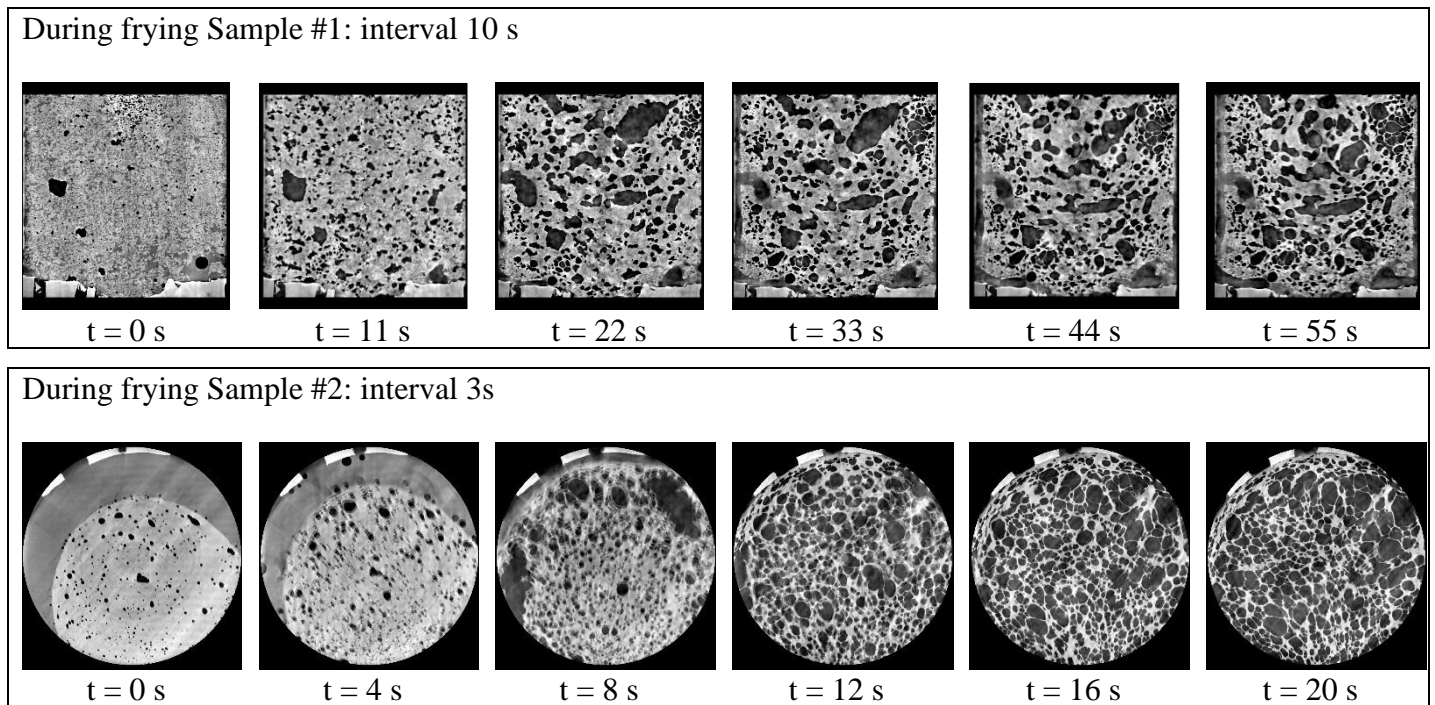 During frying Sample #1: interval 10 s
t = 0 s t = 11 s t = 22 s t = 33 s t = 44 s t = 55 s
During frying Sample #2: interval 3s
t = 0 s t = 4 s t = 8 s t = 12 s t = 16 s t = 20 s